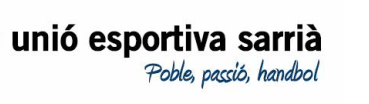 unió esportiva sarrià
Poble, passió, handbol